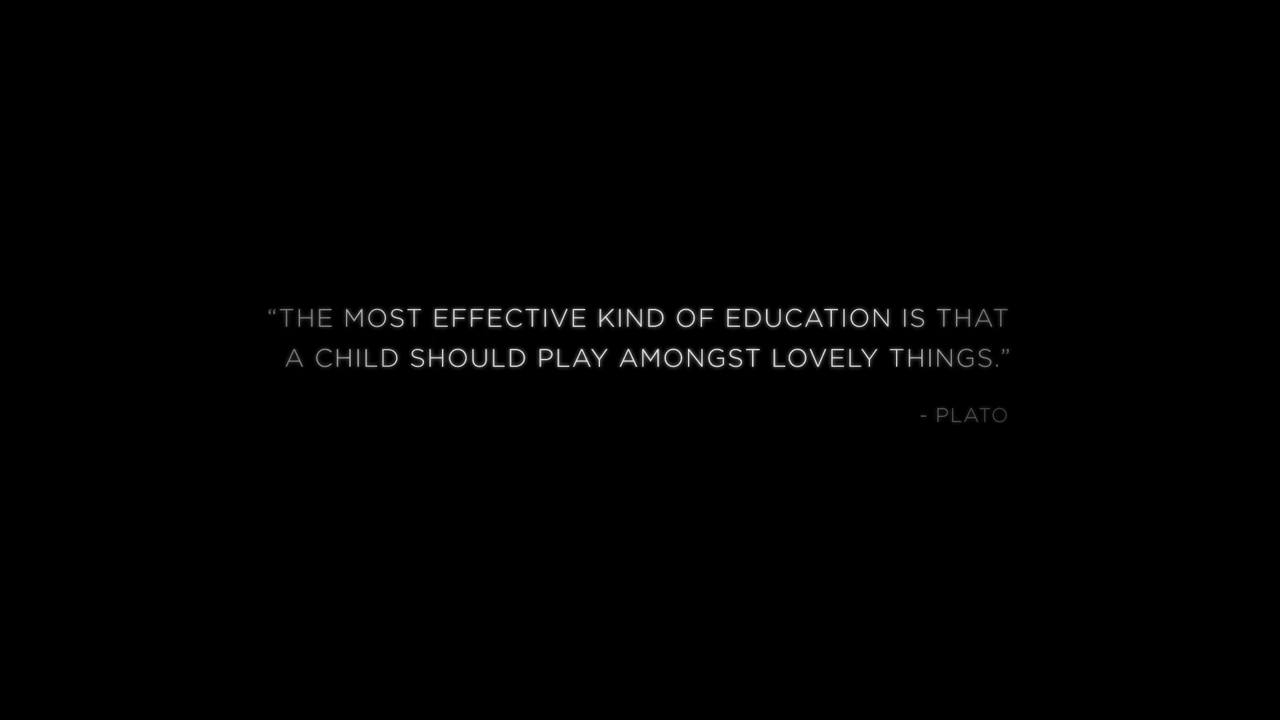 “THE MOST EFFECTIVE KIND OF EDUCATION IS THAT
A CHILD SHOULD PLAY AMONGST LOVELY THINGS.”
- PLATO